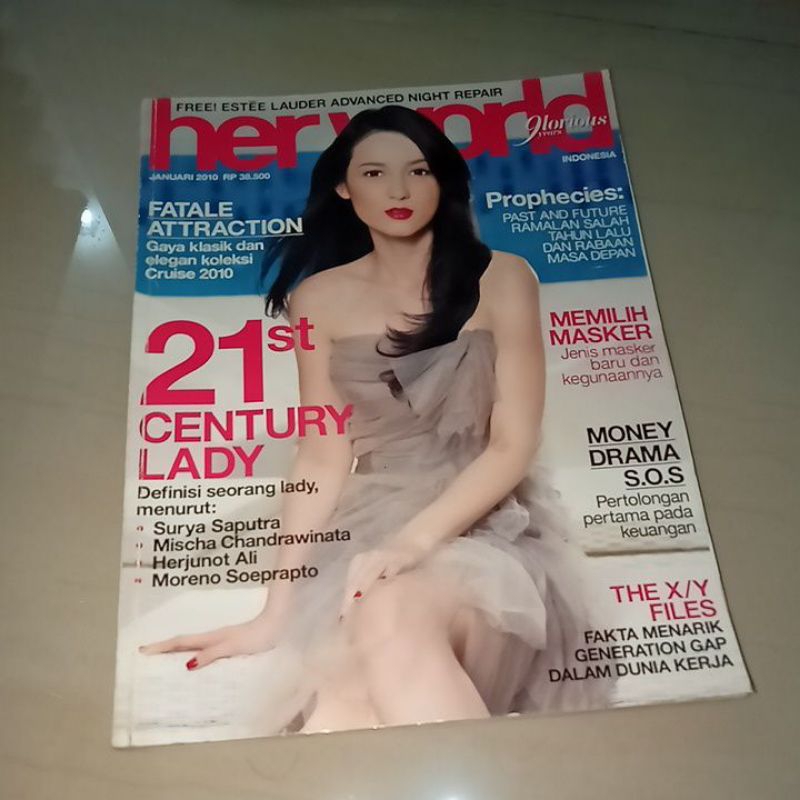 FREE! ESTĒE LAUDER ADVANCED NIGHT REPAIR
her world
9lorious
years
INDONESIA
JANUARI 2010 RP 38.500
FATALE
ATTRACTION
Gaya klasik dan
elegan koleksi
Cruise 2010
Prophecies:
PAST AND FUTURE
RAMALAN SALAH
TAHUN LALU
DAN RABAAN
MASA DEPAN
21st
CENTURY
LADY
Definisi seorang lady,
menurut:
Surya Saputra
Mischa Chandrawinata
Herjunot Ali
Moreno Soeprapto
MEMILIH
MASKER
Jenis masker
baru dan
kegunaannya
MONEY
DRAMA
S.O.S
Pertolongan
pertama pada
keuangan
THE X/Y
FILES
FAKTA MENARIK
GENERATION GAP
DALAM DUNIA KERJA